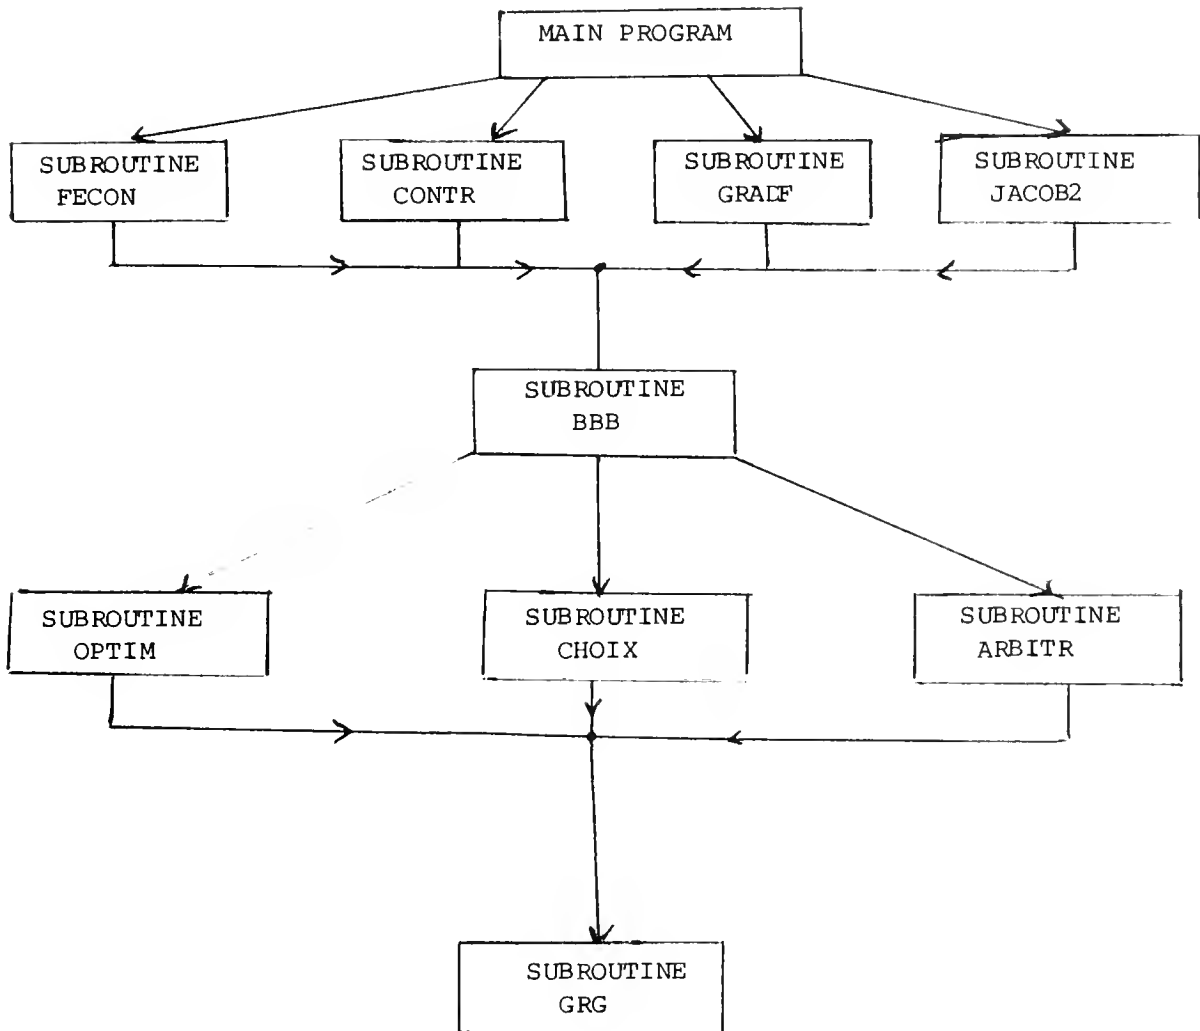 MAIN PROGRAM
SUBROUTINE
FECON
SUBROUTINE
CONTR
SUBROUTINE
GRADF
SUBROUTINE
JACOB2
SUBROUTINE
BBB
SUBROUTINE
OPTIM
SUBROUTINE
CHOIX
SUBROUTINE
ARBITR
SUBROUTINE
GRG